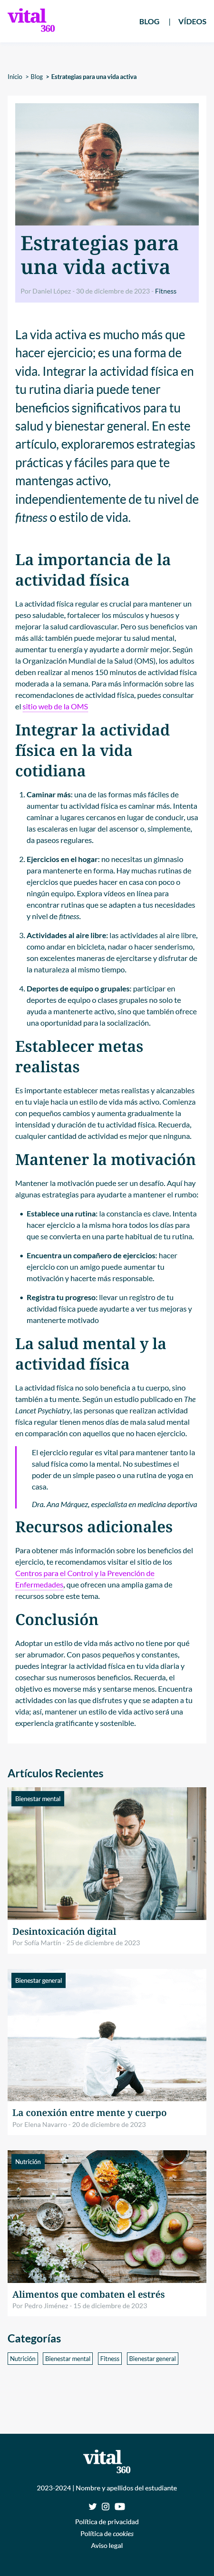 vital
360
BLOG | VÍDEOS
Inicio > Blog > Estrategias para una vida activa
Estrategias para
una vida activa
Por Daniel López - 30 de diciembre de 2023 - Fitness
La vida activa es mucho más que
hacer ejercicio; es una forma de
vida. Integrar la actividad física en
tu rutina diaria puede tener
beneficios significativos para tu
salud y bienestar general. En este
artículo, exploraremos estrategias
prácticas y fáciles para que te
mantengas activo,
independientemente de tu nivel de
fitness o estilo de vida.
La importancia de la
actividad física
La actividad física regular es crucial para mantener un
peso saludable, fortalecer los músculos y huesos y
mejorar la salud cardiovascular. Pero sus beneficios van
más allá: también puede mejorar tu salud mental,
aumentar tu energía y ayudarte a dormir mejor. Según
la Organización Mundial de la Salud (OMS), los adultos
deben realizar al menos 150 minutos de actividad física
moderada a la semana. Para más información sobre las
recomendaciones de actividad física, puedes consultar
el sitio web de la OMS
Integrar la actividad
física en la vida
cotidiana
1. Caminar más: una de las formas más fáciles de
aumentar tu actividad física es caminar más. Intenta
caminar a lugares cercanos en lugar de conducir, usa
las escaleras en lugar del ascensor o, simplemente,
da paseos regulares.
2. Ejercicios en el hogar: no necesitas un gimnasio
para mantenerte en forma. Hay muchas rutinas de
ejercicios que puedes hacer en casa con poco o
ningún equipo. Explora vídeos en línea para
encontrar rutinas que se adapten a tus necesidades
y nivel de fitness.
3. Actividades al aire libre: las actividades al aire libre,
como andar en bicicleta, nadar o hacer senderismo,
son excelentes maneras de ejercitarse y disfrutar de
la naturaleza al mismo tiempo.
4. Deportes de equipo o grupales: participar en
deportes de equipo o clases grupales no solo te
ayuda a mantenerte activo, sino que también ofrece
una oportunidad para la socialización.
Establecer metas
realistas
Es importante establecer metas realistas y alcanzables
en tu viaje hacia un estilo de vida más activo. Comienza
con pequeños cambios y aumenta gradualmente la
intensidad y duración de tu actividad física. Recuerda,
cualquier cantidad de actividad es mejor que ninguna.
Mantener la motivación
Mantener la motivación puede ser un desafío. Aquí hay
algunas estrategias para ayudarte a mantener el rumbo:
• Establece una rutina: la constancia es clave. Intenta
hacer ejercicio a la misma hora todos los días para
que se convierta en una parte habitual de tu rutina.
• Encuentra un compañero de ejercicios: hacer
ejercicio con un amigo puede aumentar tu
motivación y hacerte más responsable.
• Registra tu progreso: llevar un registro de tu
actividad física puede ayudarte a ver tus mejoras y
mantenerte motivado
La salud mental y la
actividad física
La actividad física no solo beneficia a tu cuerpo, sino
también a tu mente. Según un estudio publicado en The
Lancet Psychiatry, las personas que realizan actividad
física regular tienen menos días de mala salud mental
en comparación con aquellos que no hacen ejercicio.
El ejercicio regular es vital para mantener tanto la
salud física como la mental. No subestimes el
poder de un simple paseo o una rutina de yoga en
casa.
Dra. Ana Márquez, especialista en medicina deportiva
Recursos adicionales
Para obtener más información sobre los beneficios del
ejercicio, te recomendamos visitar el sitio de los
Centros para el Control y la Prevención de
Enfermedades, que ofrecen una amplia gama de
recursos sobre este tema.
Conclusión
Adoptar un estilo de vida más activo no tiene por qué
ser abrumador. Con pasos pequeños y constantes,
puedes integrar la actividad física en tu vida diaria y
cosechar sus numerosos beneficios. Recuerda, el
objetivo es moverse más y sentarse menos. Encuentra
actividades con las que disfrutes y que se adapten a tu
vida; así, mantener un estilo de vida activo será una
experiencia gratificante y sostenible.
Artículos Recientes
Bienestar mental
Desintoxicación digital
Por Sofía Martín - 25 de diciembre de 2023
Bienestar general
La conexión entre mente y cuerpo
Por Elena Navarro - 20 de diciembre de 2023
Nutrición
Alimentos que combaten el estrés
Por Pedro Jiménez - 15 de diciembre de 2023
Categorías
Nutrición Bienestar mental Fitness Bienestar general
vital
360
2023-2024 | Nombre y apellidos del estudiante
Política de privacidad
Política de cookies
Aviso legal